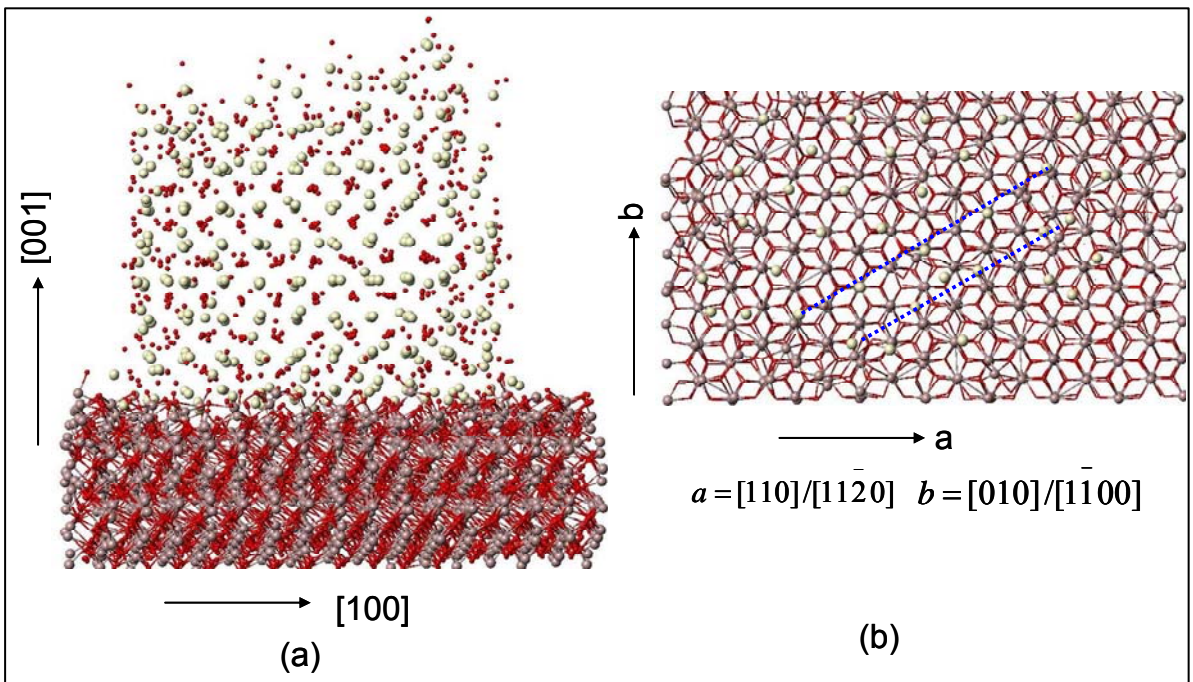 [001]
[100]
(a)
b
a
a = [110]/[112̄0]  b = [010]/[11̄00]
(b)